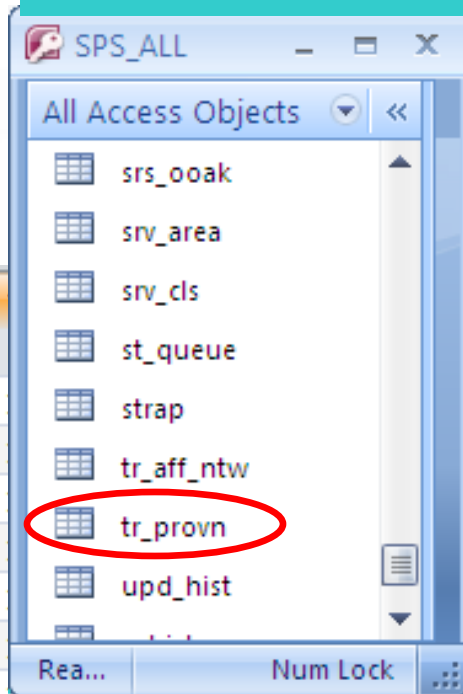 SPS_ALL
All Access Objects
srs_ooak
srv_area
srv_cls
st_queue
strap
tr_aff_ntw
tr_provn
upd_hist
Rea... Num Lock